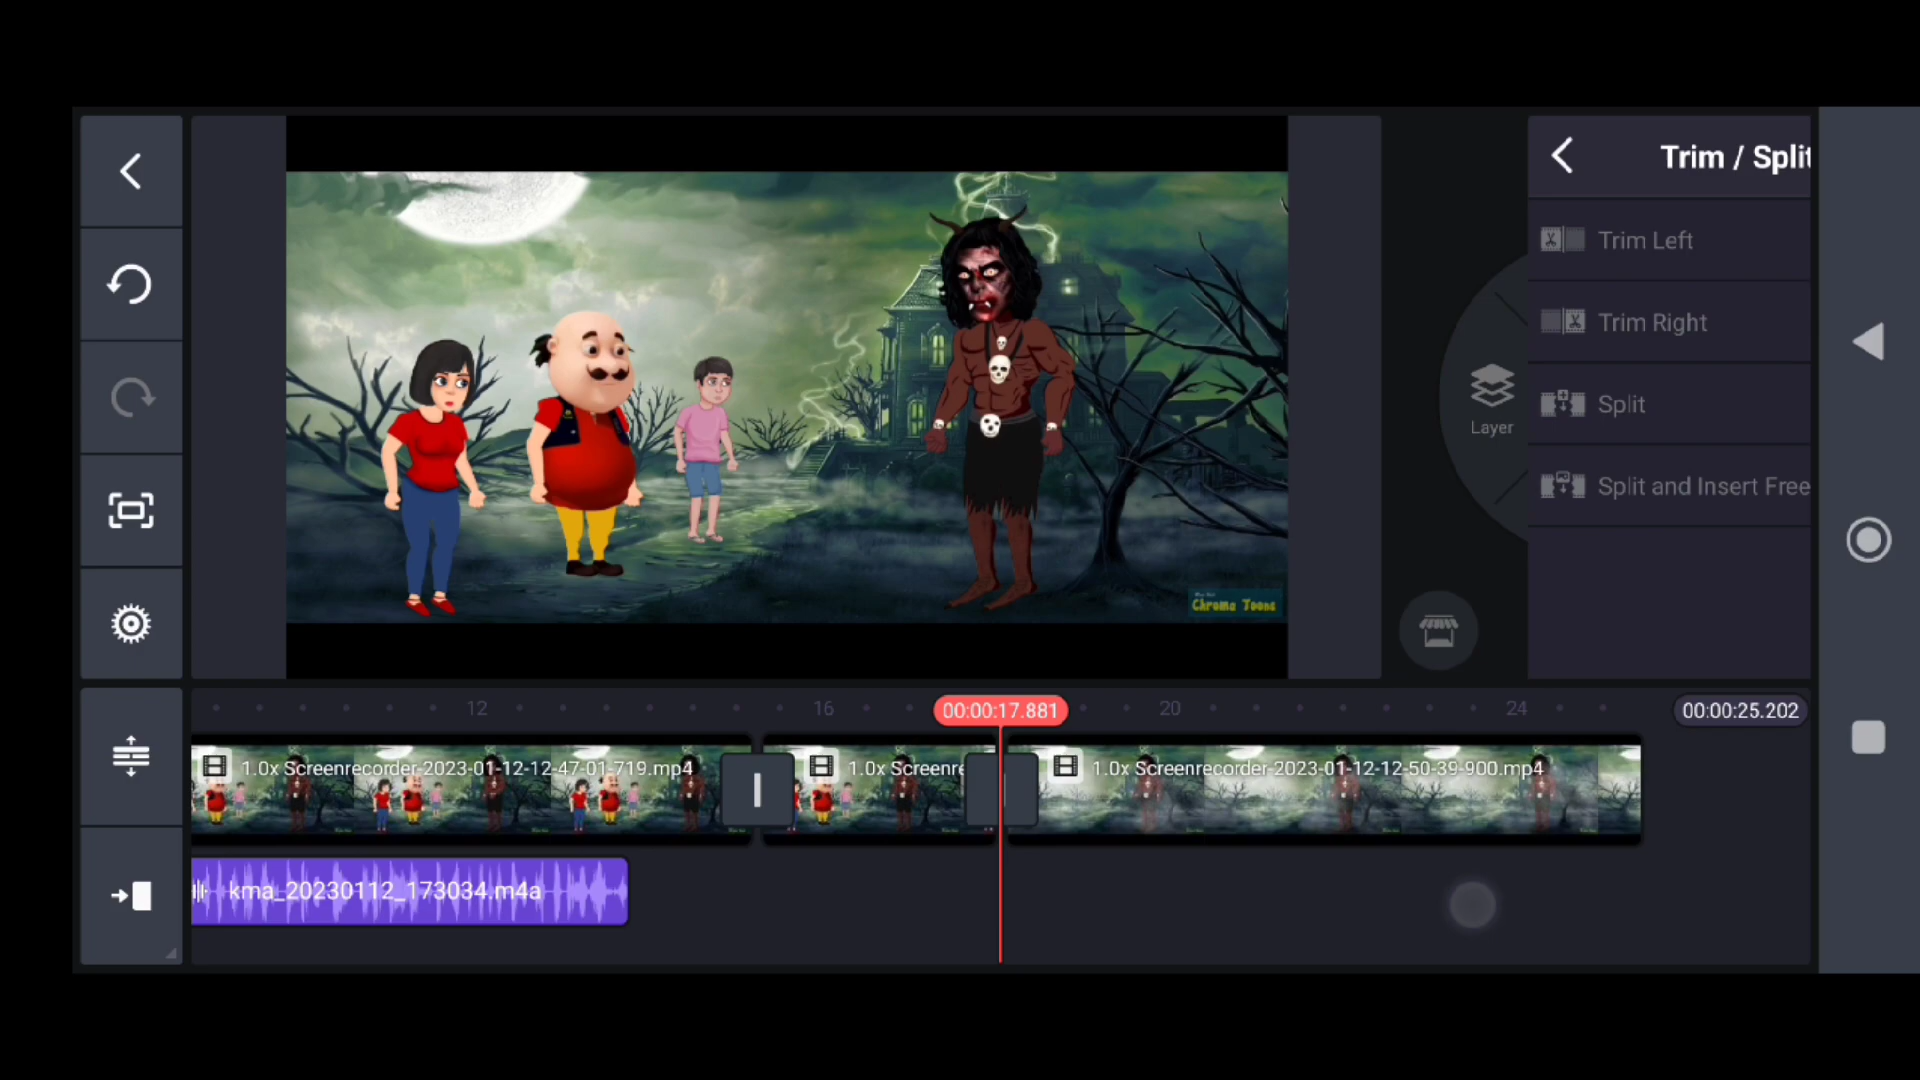 Trim / Split
Trim Left
Trim Right
Split
Layer
Split and Insert Free
Chroma Toons
12
16
00:00:17.881
20
24
00:00:25.202
1.0x Screenrecorder-2023-01-12-12-47-01-719.mp4
1.0x Screenre
1.0x Screenrecorder-2023-01-12-12-50-39-900.mp4
kma_20230112_173034.m4a